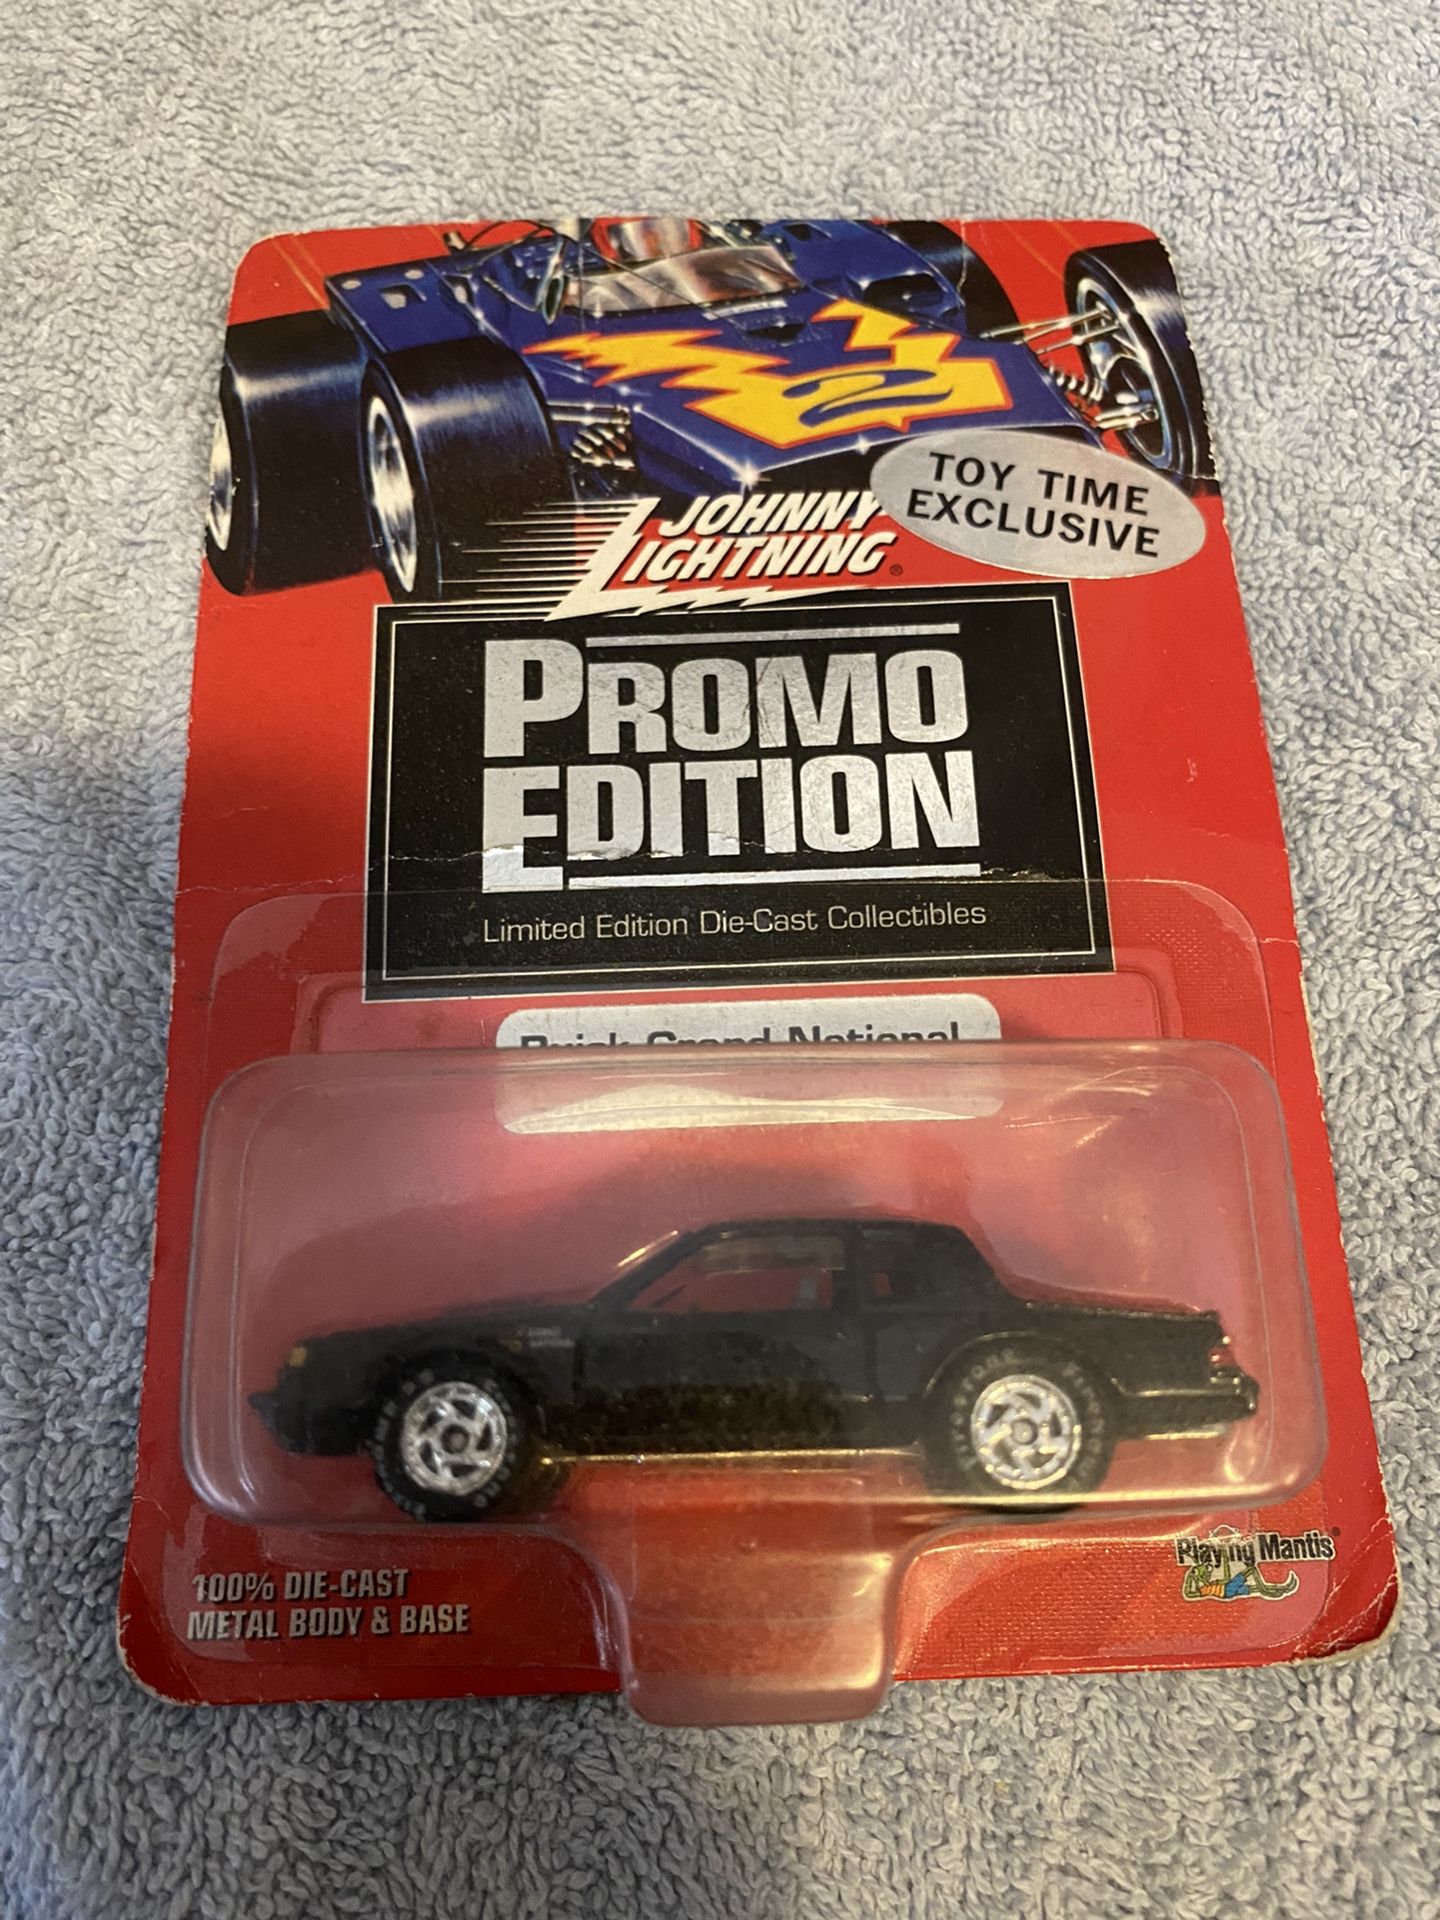 2
TOY TIME
EXCLUSIVE
JOHNNY
LIGHTNING®
PROMO
EDITION
Limited Edition Die-Cast Collectibles
Buick Grand National
100% DIE-CAST
METAL BODY & BASE
Playing Mantis®